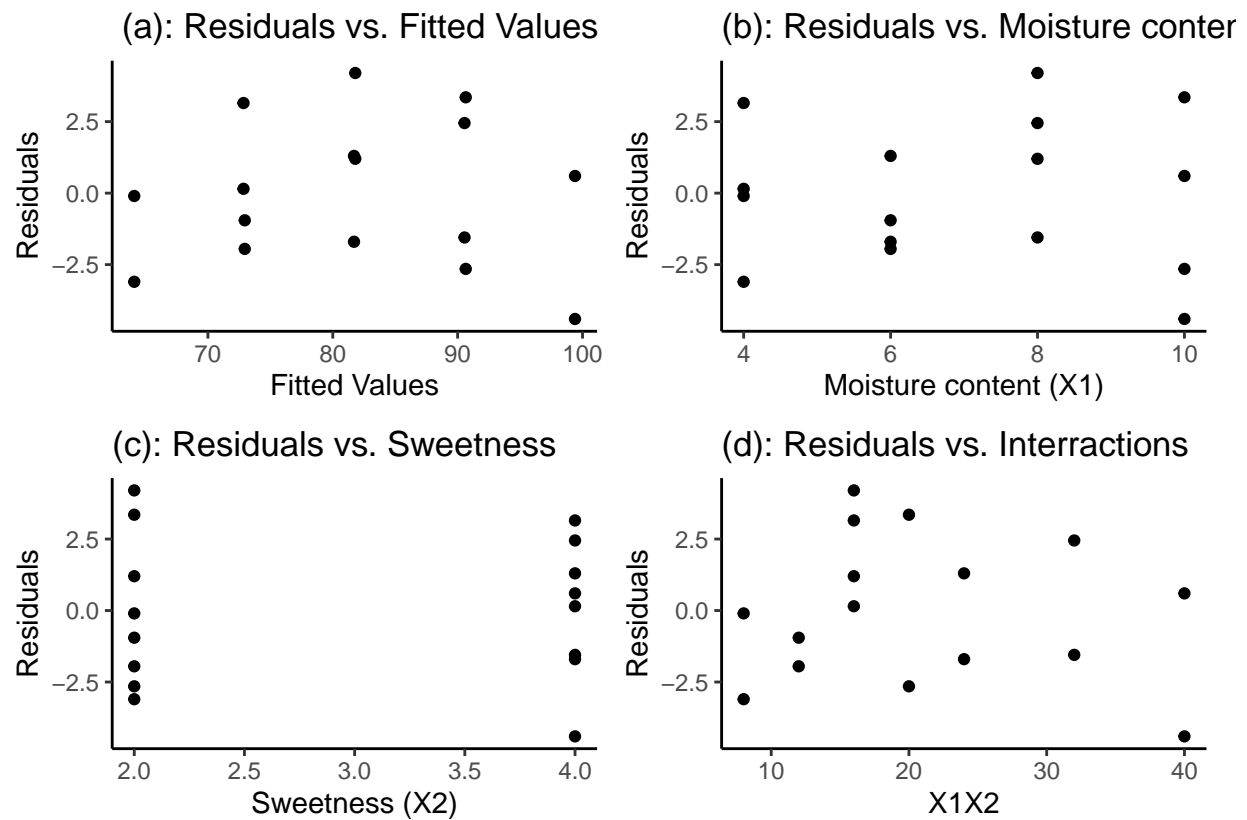 (a): Residuals vs. Fitted Values
Residuals
2.5
0.0
−2.5
70 80 90 100
Fitted Values
(b): Residuals vs. Moisture conter
Residuals
2.5
0.0
−2.5
4 6 8 10
Moisture content (X1)
(c): Residuals vs. Sweetness
Residuals
2.5
0.0
−2.5
2.0 2.5 3.0 3.5 4.0
Sweetness (X2)
(d): Residuals vs. Interractions
Residuals
2.5
0.0
−2.5
10 20 30 40
X1X2